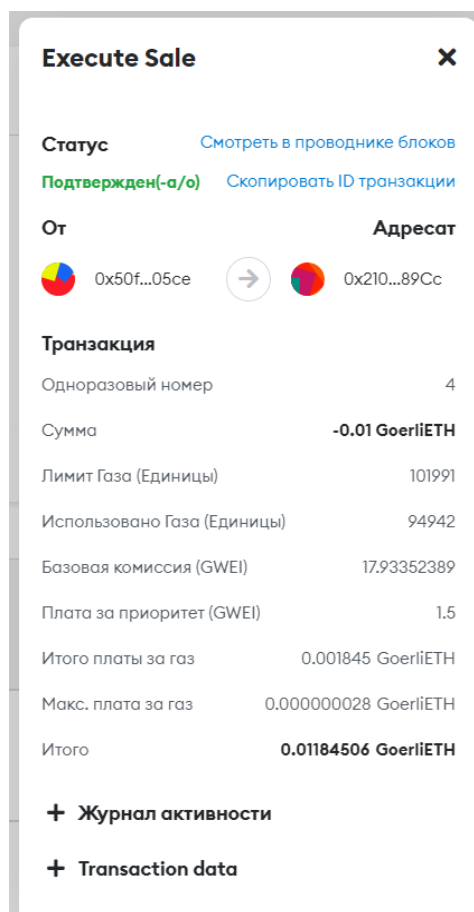 Execute Sale
Статус Смотреть в проводнике блоков
Подтвержден(-а/о) Скопировать ID транзакции
От Адресат
0x50f...05ce 0x210...89Cc
Транзакция
Одноразовый номер 4
Сумма -0.01 GoerliETH
Лимит Газа (Единицы) 101991
Использовано Газа (Единицы) 94942
Базовая комиссия (GWEI) 17.93352389
Плата за приоритет (GWEI) 1.5
Итого платы за газ 0.001845 GoerliETH
Макс. плата за газ 0.000000028 GoerliETH
Итого 0.01184506 GoerliETH
+ Журнал активности
+ Transaction data